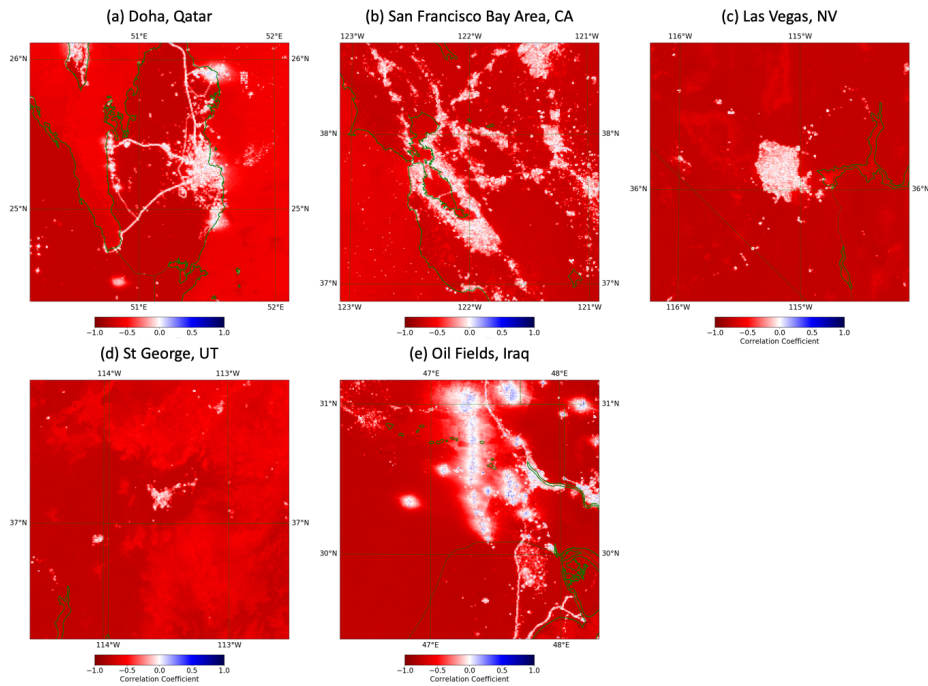 (a) Doha, Qatar
(b) San Francisco Bay Area, CA
(c) Las Vegas, NV
51°E 52°E
123°W 122°W 121°W
116°W 115°W
26°N 26°N
38°N 38°N
36°N 36°N
25°N 25°N
37°N 37°N
51°E 52°E
123°W 122°W 121°W
116°W 115°W
−1.0 −0.5 0.0 0.5 1.0
−1.0 −0.5 0.0 0.5 1.0
−1.0 −0.5 0.0 0.5 1.0
Correlation Coefficient
(d) St George, UT
(e) Oil Fields, Iraq
114°W 113°W
47°E 48°E
31°N 31°N
37°N 37°N
30°N 30°N
114°W 113°W
47°E 48°E
−1.0 −0.5 0.0 0.5 1.0
Correlation Coefficient
−1.0 −0.5 0.0 0.5 1.0
Correlation Coefficient